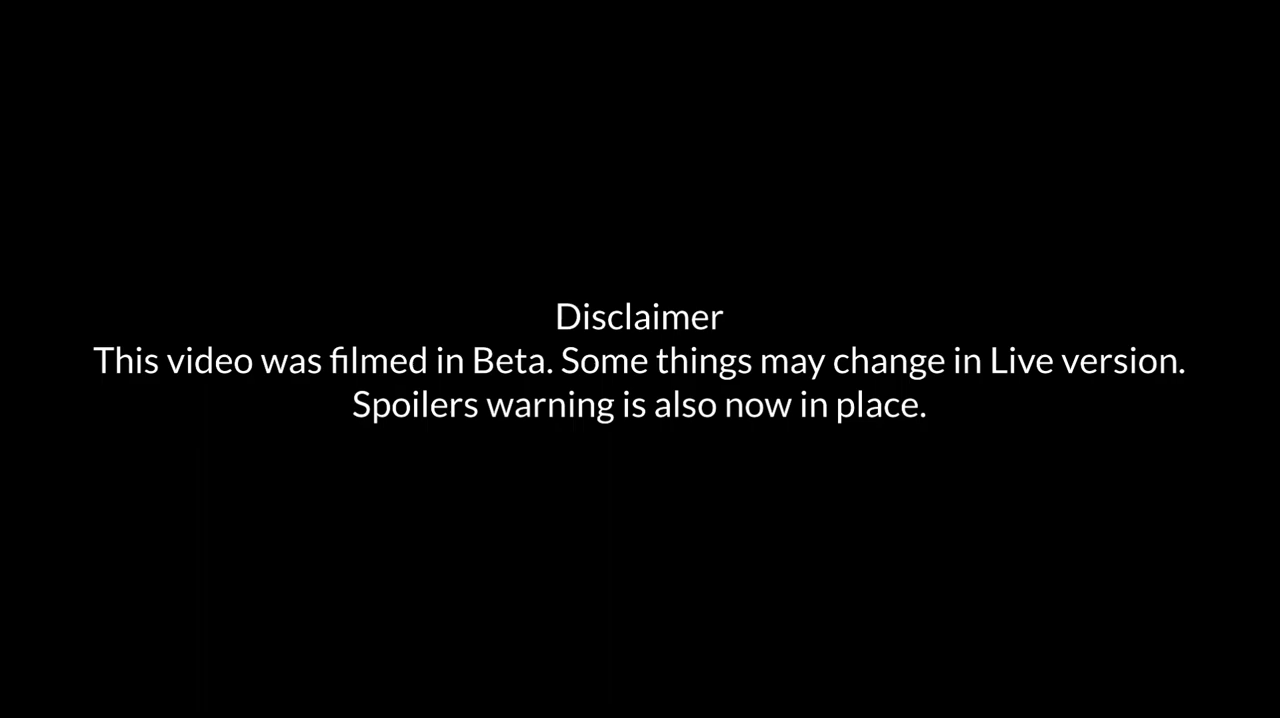 Disclaimer
This video was filmed in Beta. Some things may change in Live version.
Spoilers warning is also now in place.